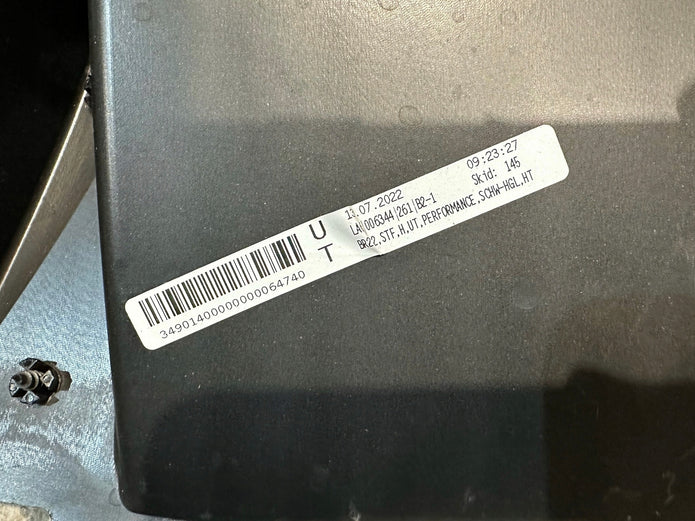 09:23:27
Skid: 145
.07.2022
LA|006344|261|B2-1
BR22,STF,H,UT,PERFORMANCE,SCHW-HGL,HT
U
T
34901400000000064740